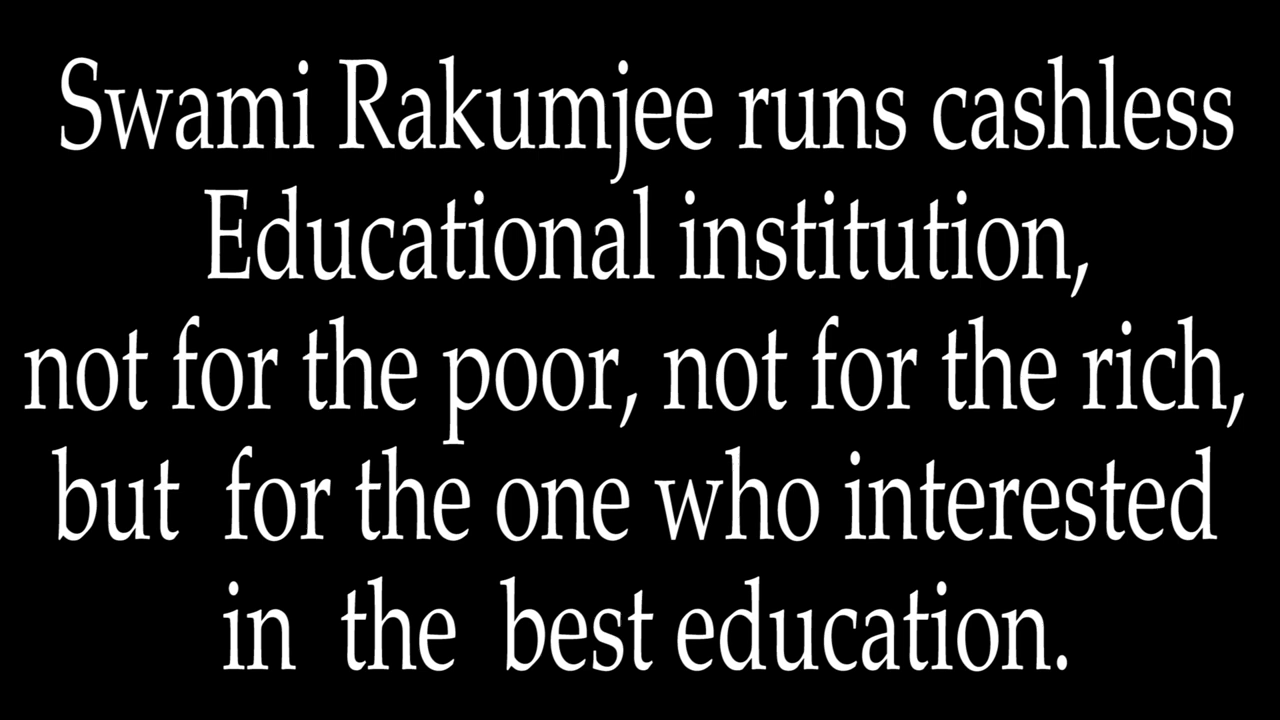 Swami Rakumjee runs cashless
Educational institution,
not for the poor, not for the rich,
but for the one who interested
in the best education.